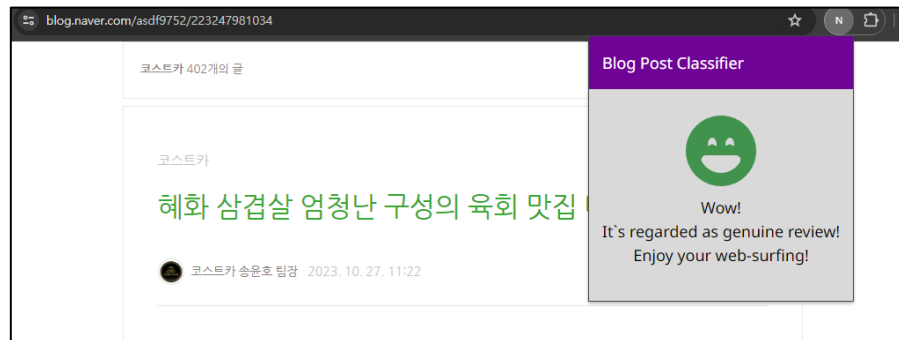 blog.naver.com/asdf9752/223247981034
N
코스트카 402개의 글
Blog Post Classifier
코스트카
혜화 삼겹살 엄청난 구성의 육회 맛집
코스트카 송윤호 팀장 · 2023. 10. 27. 11:22
Wow!
It`s regarded as genuine review!
Enjoy your web-surfing!